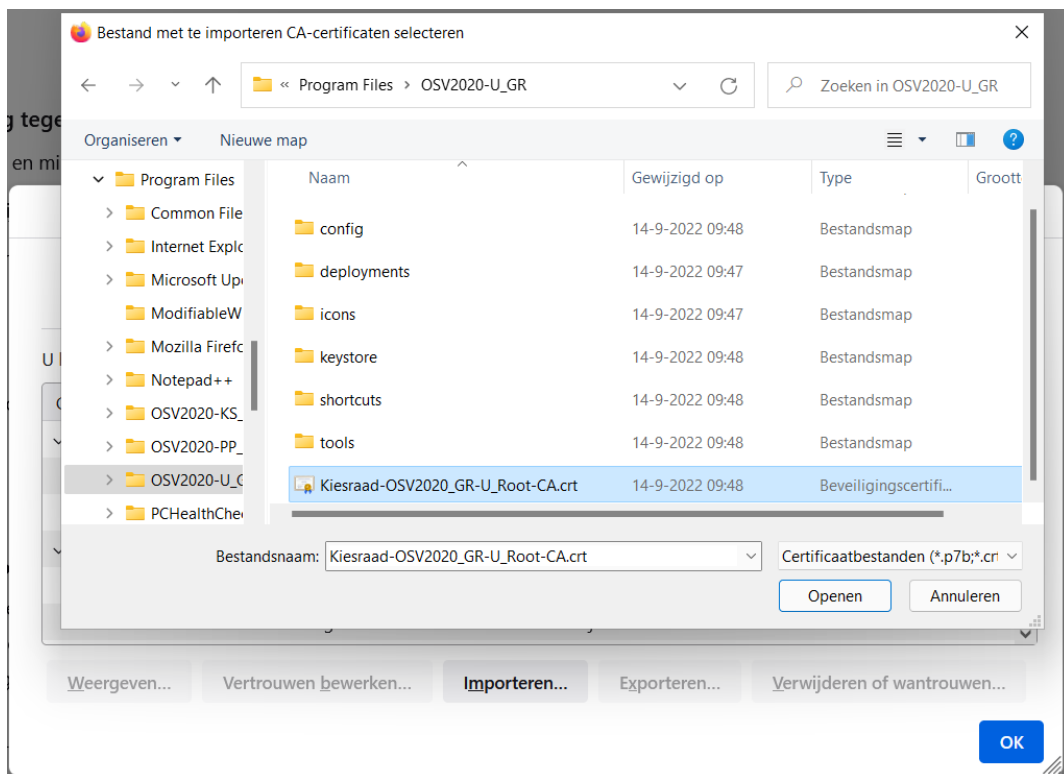 Bestand met te importeren CA-certificaten selecteren
« Program Files > OSV2020-U_GR
Zoeken in OSV2020-U_GR
Organiseren
Nieuwe map
Program Files
Common File
Internet Explo
Microsoft Up
ModifiableW
Mozilla Firefo
Notepad++
OSV2020-KS_
OSV2020-PP_
OSV2020-U_G
PCHealthChe
Naam Gewijzigd op Type Groott
config 14-9-2022 09:48 Bestandsmap
deployments 14-9-2022 09:47 Bestandsmap
icons 14-9-2022 09:47 Bestandsmap
keystore 14-9-2022 09:48 Bestandsmap
shortcuts 14-9-2022 09:48 Bestandsmap
tools 14-9-2022 09:48 Bestandsmap
Kiesraad-OSV2020_GR-U_Root-CA.crt 14-9-2022 09:48 Beveiligingscertifi...
Bestandsnaam: Kiesraad-OSV2020_GR-U_Root-CA.crt Certificaatbestanden (*.p7b;*.crt
Openen Annuleren
g tege
en mi
U
Weergeven... Vertrouwen bewerken... Importeren... Exporteren... Verwijderen of wantrouwen...
OK